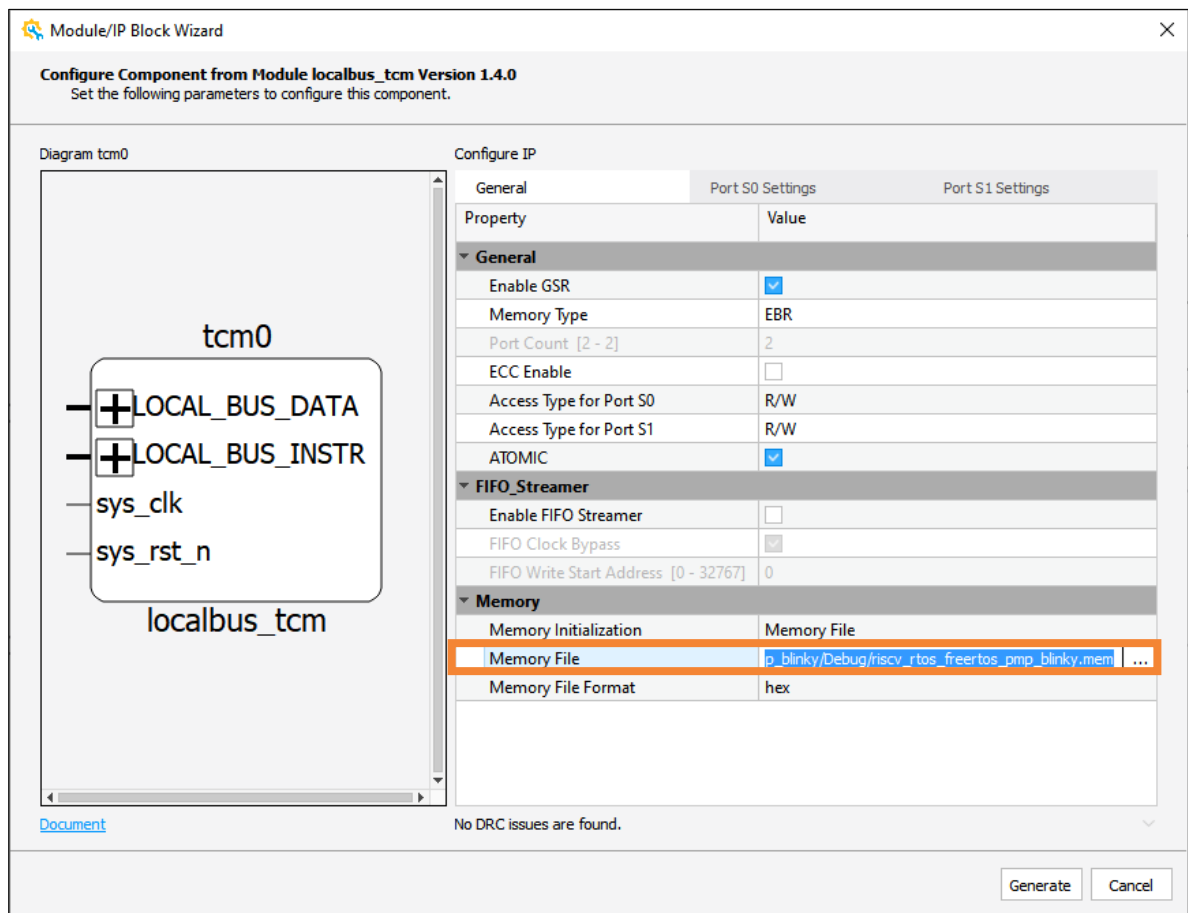 Module/IP Block Wizard
Configure Component from Module localbus_tcm Version 1.4.0
Set the following parameters to configure this component.
Diagram tcm0
tcm0
LOCAL_BUS_DATA
LOCAL_BUS_INSTR
sys_clk
sys_rst_n
localbus_tcm
Document
Configure IP
General Port S0 Settings Port S1 Settings
Property Value
General
Enable GSR
Memory Type EBR
Port Count [2 - 2] 2
ECC Enable
Access Type for Port S0 R/W
Access Type for Port S1 R/W
ATOMIC
FIFO_Streamer
Enable FIFO Streamer
FIFO Clock Bypass
FIFO Write Start Address [0 - 32767] 0
Memory
Memory Initialization Memory File
Memory File p_blinky/Debug/riscv_rtos_freertos_pmp_blinky.mem ...
Memory File Format hex
No DRC issues are found.
Generate Cancel